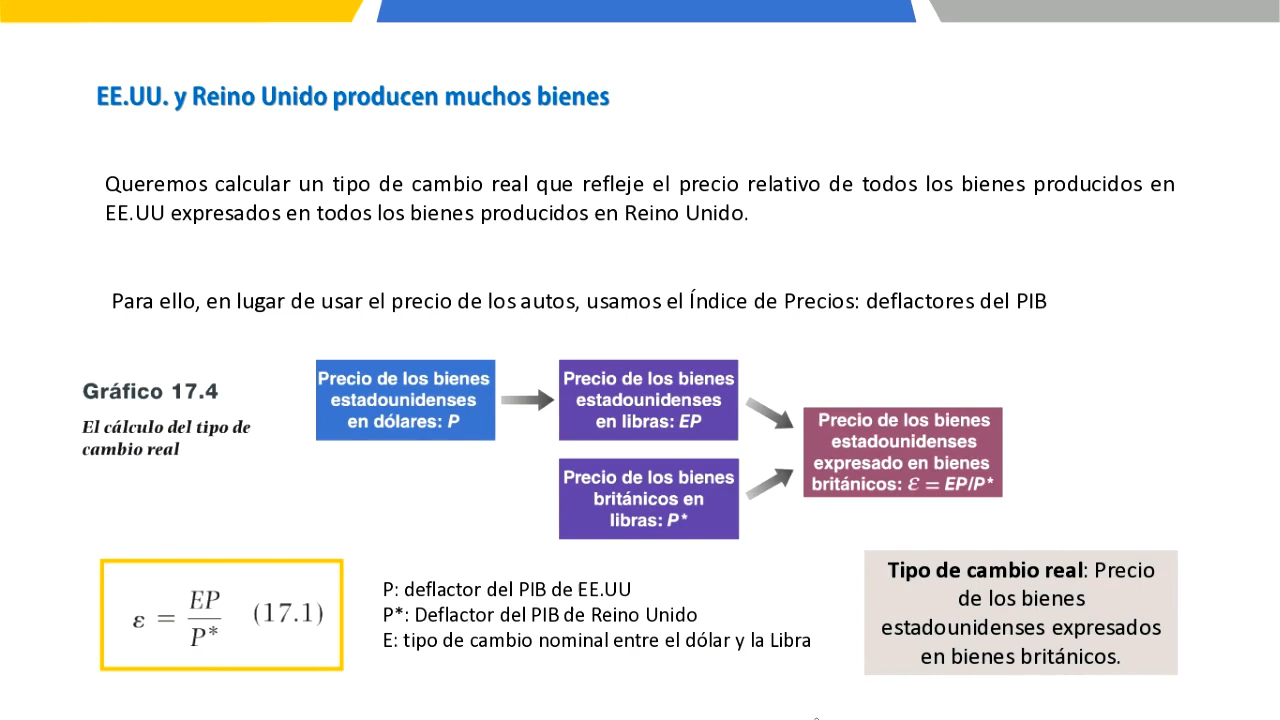 EE.UU. y Reino Unido producen muchos bienes
Queremos calcular un tipo de cambio real que refleje el precio relativo de todos los bienes producidos en
EE.UU expresados en todos los bienes producidos en Reino Unido.
Para ello, en lugar de usar el precio de los autos, usamos el Índice de Precios: deflactores del PIB
Gráfico 17.4
El cálculo del tipo de
cambio real
Precio de los bienes
estadounidenses
en dólares: P
Precio de los bienes
estadounidenses
en libras: EP
Precio de los bienes
británicos en
libras: P*
Precio de los bienes
estadounidenses
expresado en bienes
británicos: ε = EP/P*
ε = EP / P* (17.1)
P: deflactor del PIB de EE.UU
P*: Deflactor del PIB de Reino Unido
E: tipo de cambio nominal entre el dólar y la Libra
Tipo de cambio real: Precio
de los bienes
estadounidenses expresados
en bienes británicos.